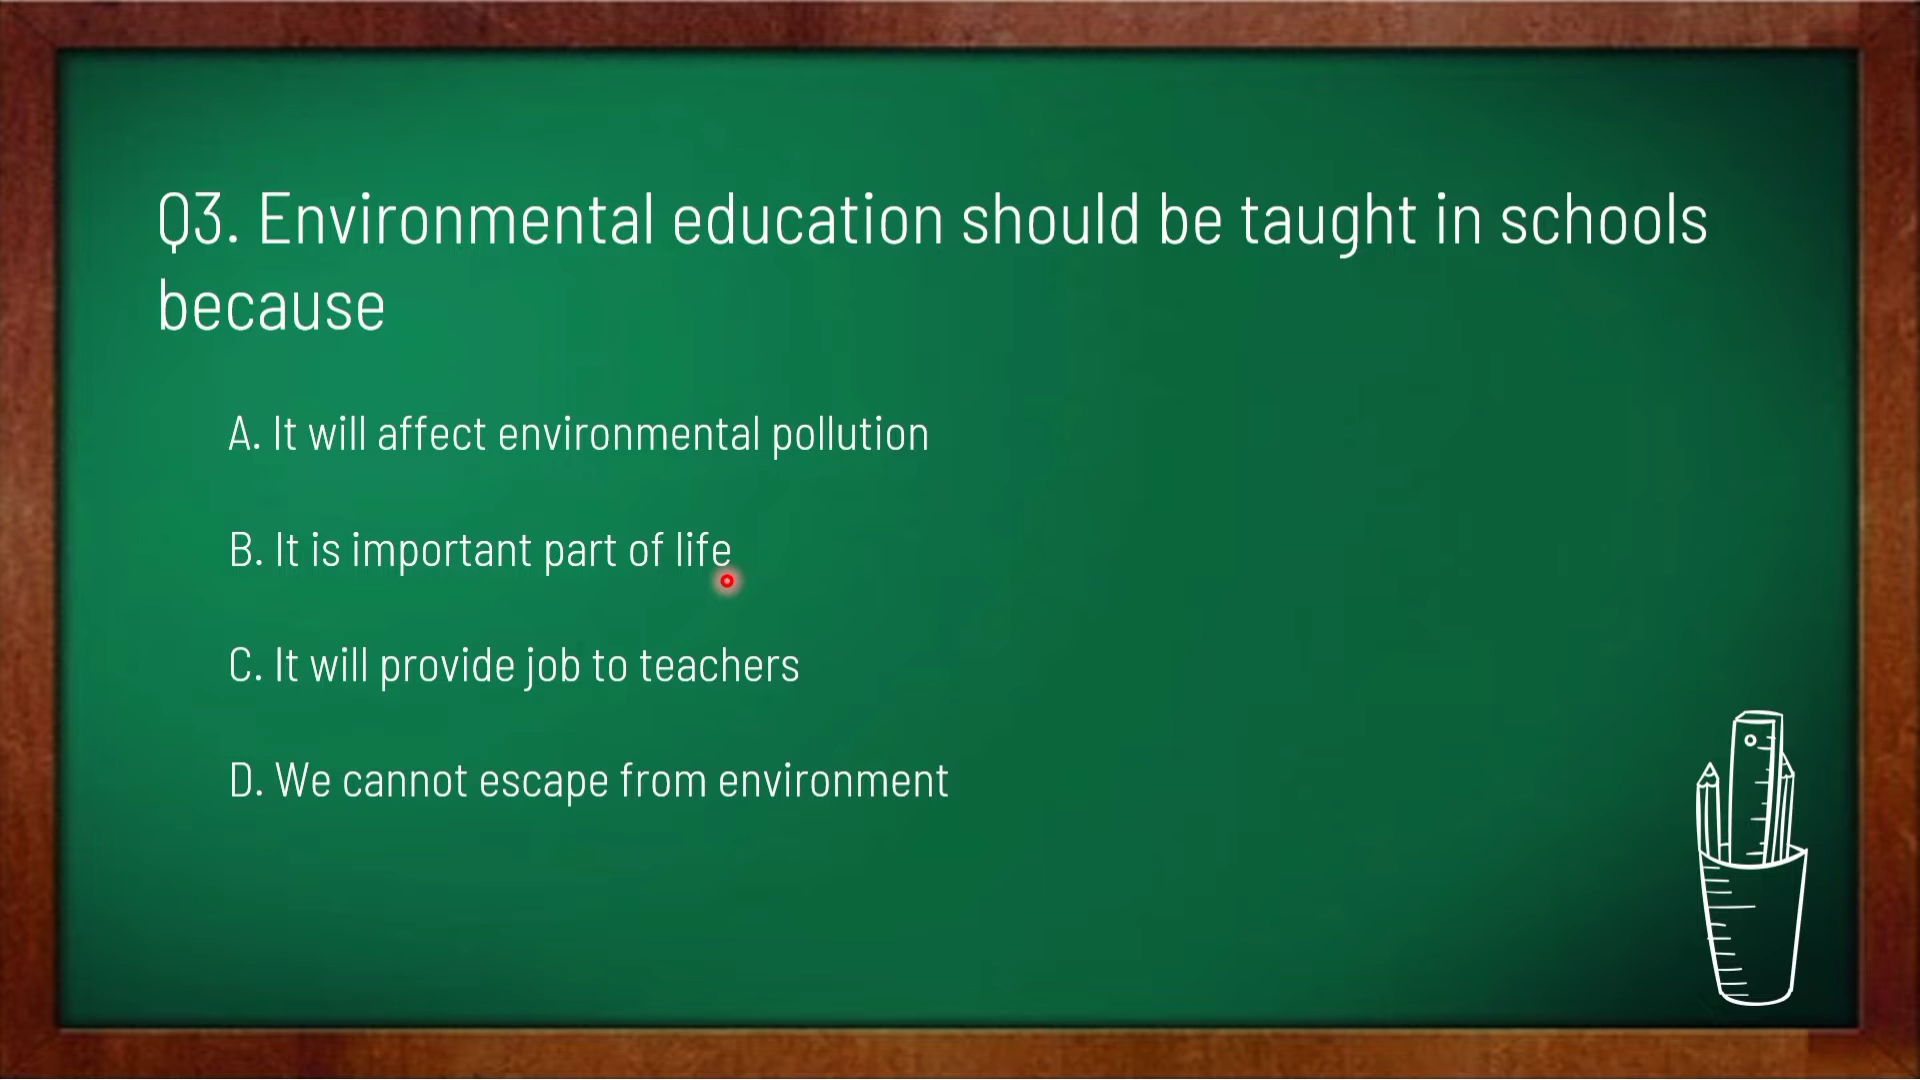 Q3. Environmental education should be taught in schools
because
A. It will affect environmental pollution
B. It is important part of life
C. It will provide job to teachers
D. We cannot escape from environment